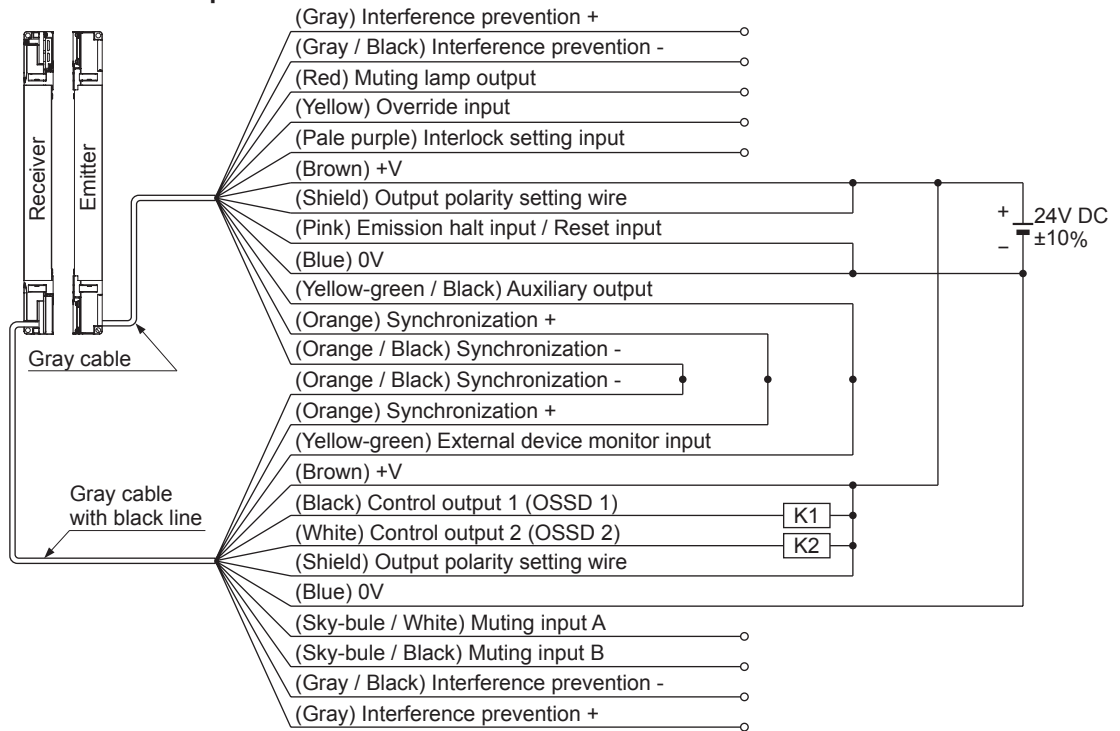 (Gray) Interference prevention +
(Gray / Black) Interference prevention -
(Red) Muting lamp output
(Yellow) Override input
(Pale purple) Interlock setting input
(Brown) +V
(Shield) Output polarity setting wire
(Pink) Emission halt input / Reset input
(Blue) 0V
(Yellow-green / Black) Auxiliary output
(Orange) Synchronization +
(Orange / Black) Synchronization -
Receiver
Emitter
Gray cable
+
−
24V DC
±10%
(Orange / Black) Synchronization -
(Orange) Synchronization +
(Yellow-green) External device monitor input
(Brown) +V
(Black) Control output 1 (OSSD 1)
K1
(White) Control output 2 (OSSD 2)
K2
(Shield) Output polarity setting wire
(Blue) 0V
(Sky-bule / White) Muting input A
(Sky-bule / Black) Muting input B
(Gray / Black) Interference prevention -
(Gray) Interference prevention +
Gray cable
with black line